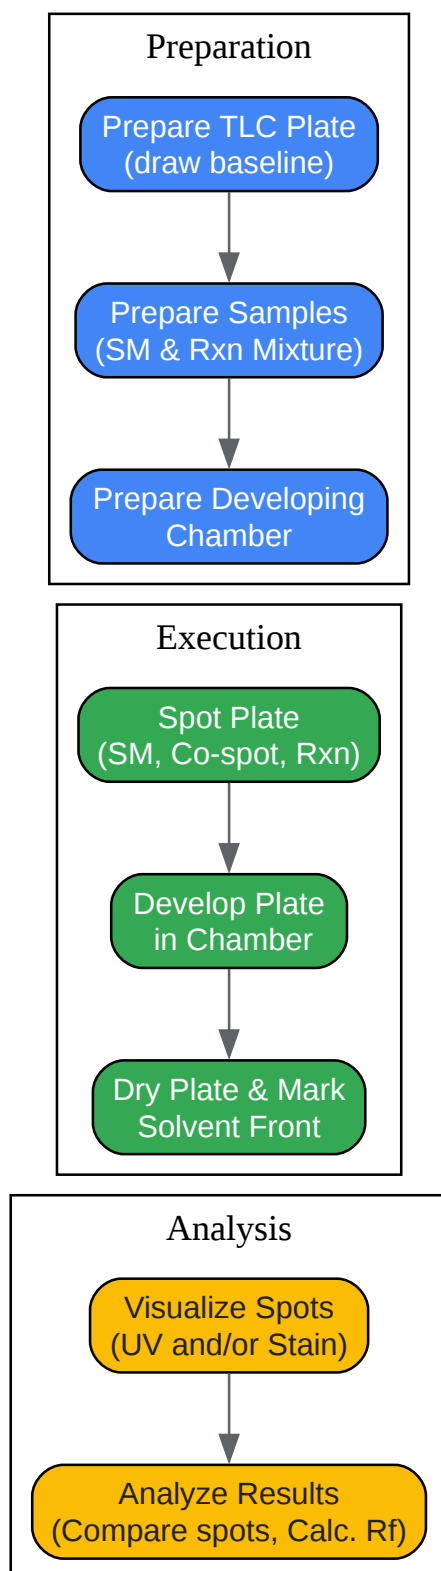 Preparation
Prepare TLC Plate
(draw baseline)
Prepare Samples
(SM & Rxn Mixture)
Prepare Developing
Chamber
Execution
Spot Plate
(SM, Co-spot, Rxn)
Develop Plate
in Chamber
Dry Plate & Mark
Solvent Front
Analysis
Visualize Spots
(UV and/or Stain)
Analyze Results
(Compare spots, Calc. Rf)